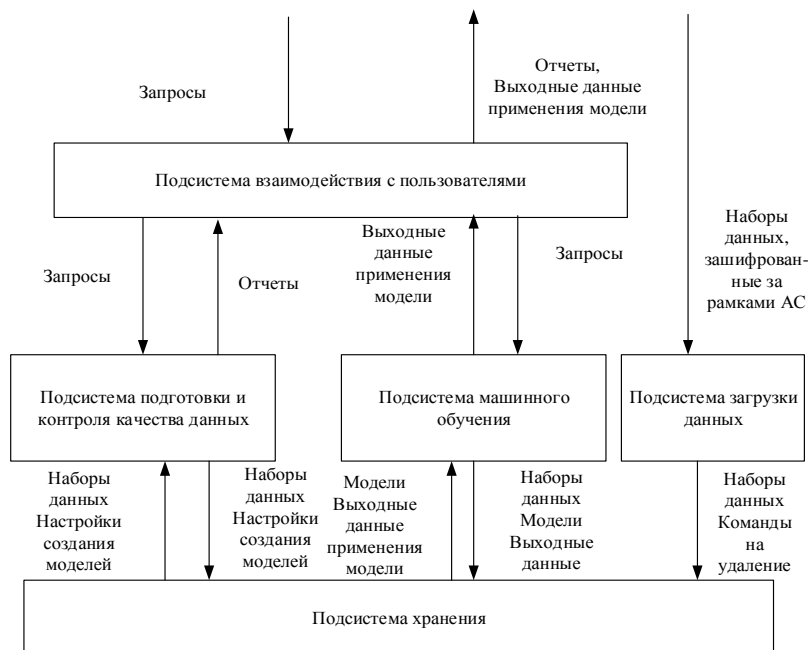 Запросы
Отчеты,
Выходные данные
применения модели
Подсистема взаимодействия с пользователями
Запросы
Отчеты
Выходные
данные
применения
модели
Запросы
Наборы
данных,
зашифрован-
ные за
рамками АС
Подсистема подготовки и
контроля качества данных
Подсистема машинного
обучения
Подсистема загрузки
данных
Наборы
данных
Настройки
создания
моделей
Наборы
данных
Настройки
создания
моделей
Модели
Выходные
данные
применения
модели
Наборы
данных
Модели
Выходные
данные
Наборы
данных
Команды
на
удаление
Подсистема хранения